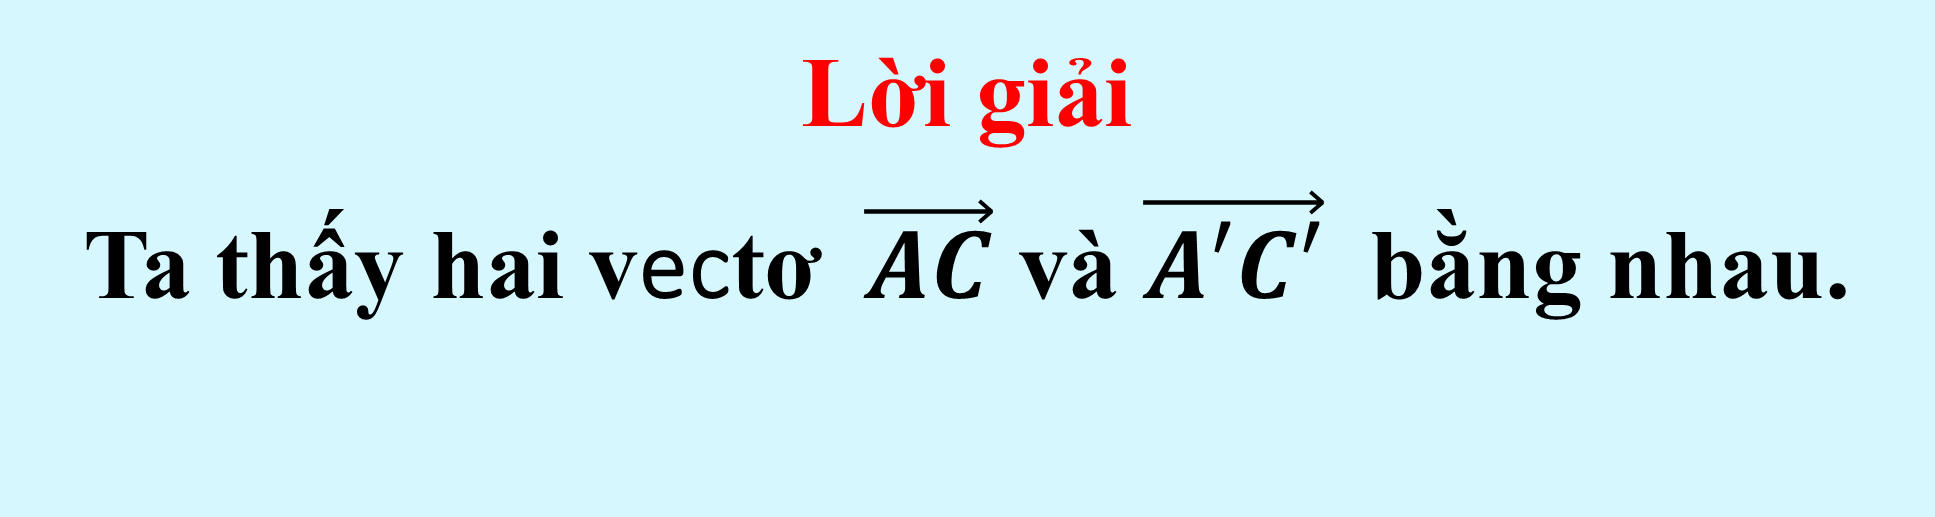 Lời giải
Ta thấy hai vectơ $\overrightarrow{AC}$ và $\overrightarrow{A'C'}$ bằng nhau.